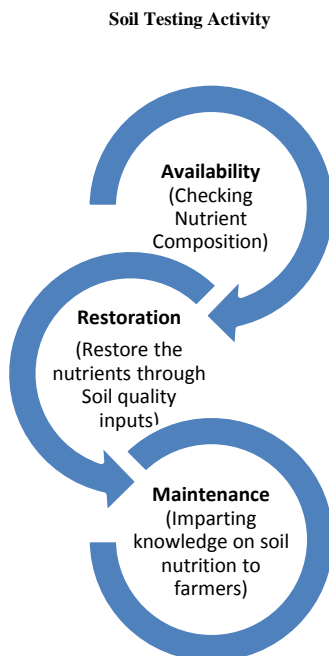 Soil Testing Activity
Availability
(Checking
Nutrient
Composition)
Restoration
(Restore the
nutrients through
Soil quality
inputs)
Maintenance
(Imparting
knowledge on soil
nutrition to
farmers)